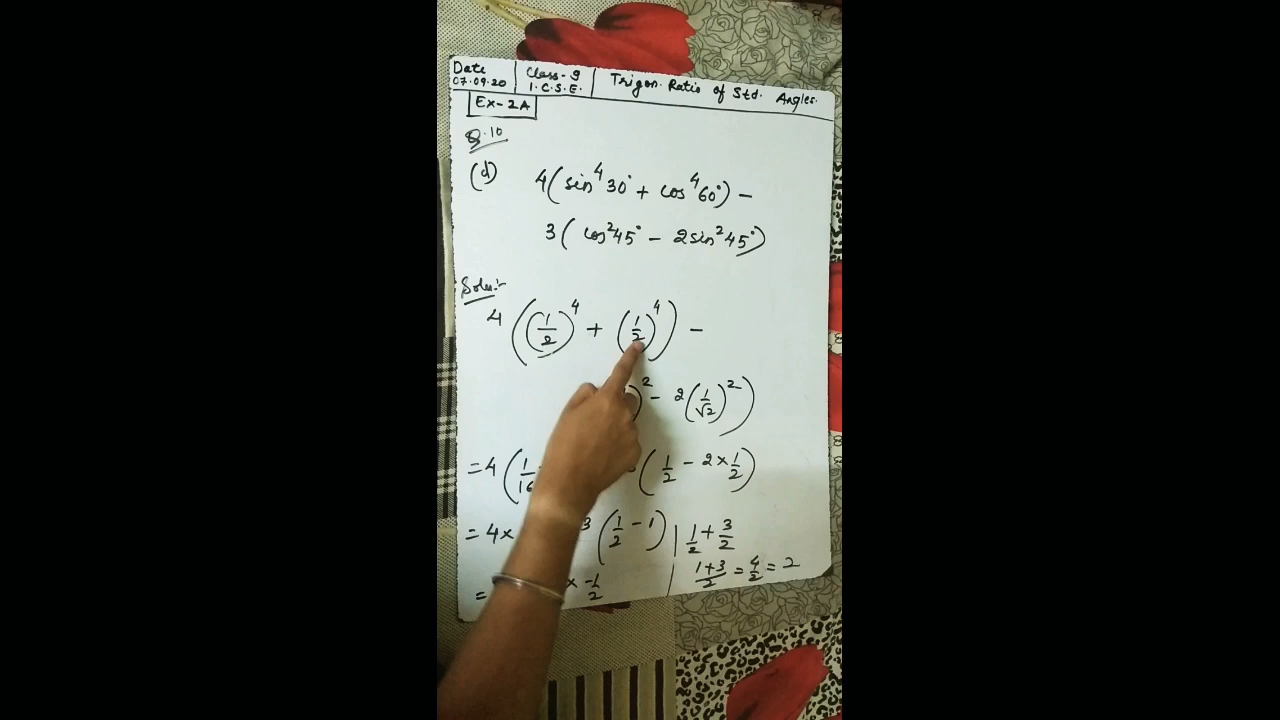 Date 07.09.20 | Class-9 I.C.S.E. | Trigon. Ratio of Std. Angles.
Ex-2A
Q.10
(d) 4(sin⁴30° + cos⁴60°) -
3(cos²45° - 2sin²45°)
Soln:-
4((1/2)⁴ + (1/2)⁴) -
)² - 2(1/√2)²)
= 4(1/16 (1/2 - 2×1/2)
= 4× 3(1/2 - 1) | 1/2 + 3/2
= × -1/2 | (1+3)/2 = 4/2 = 2